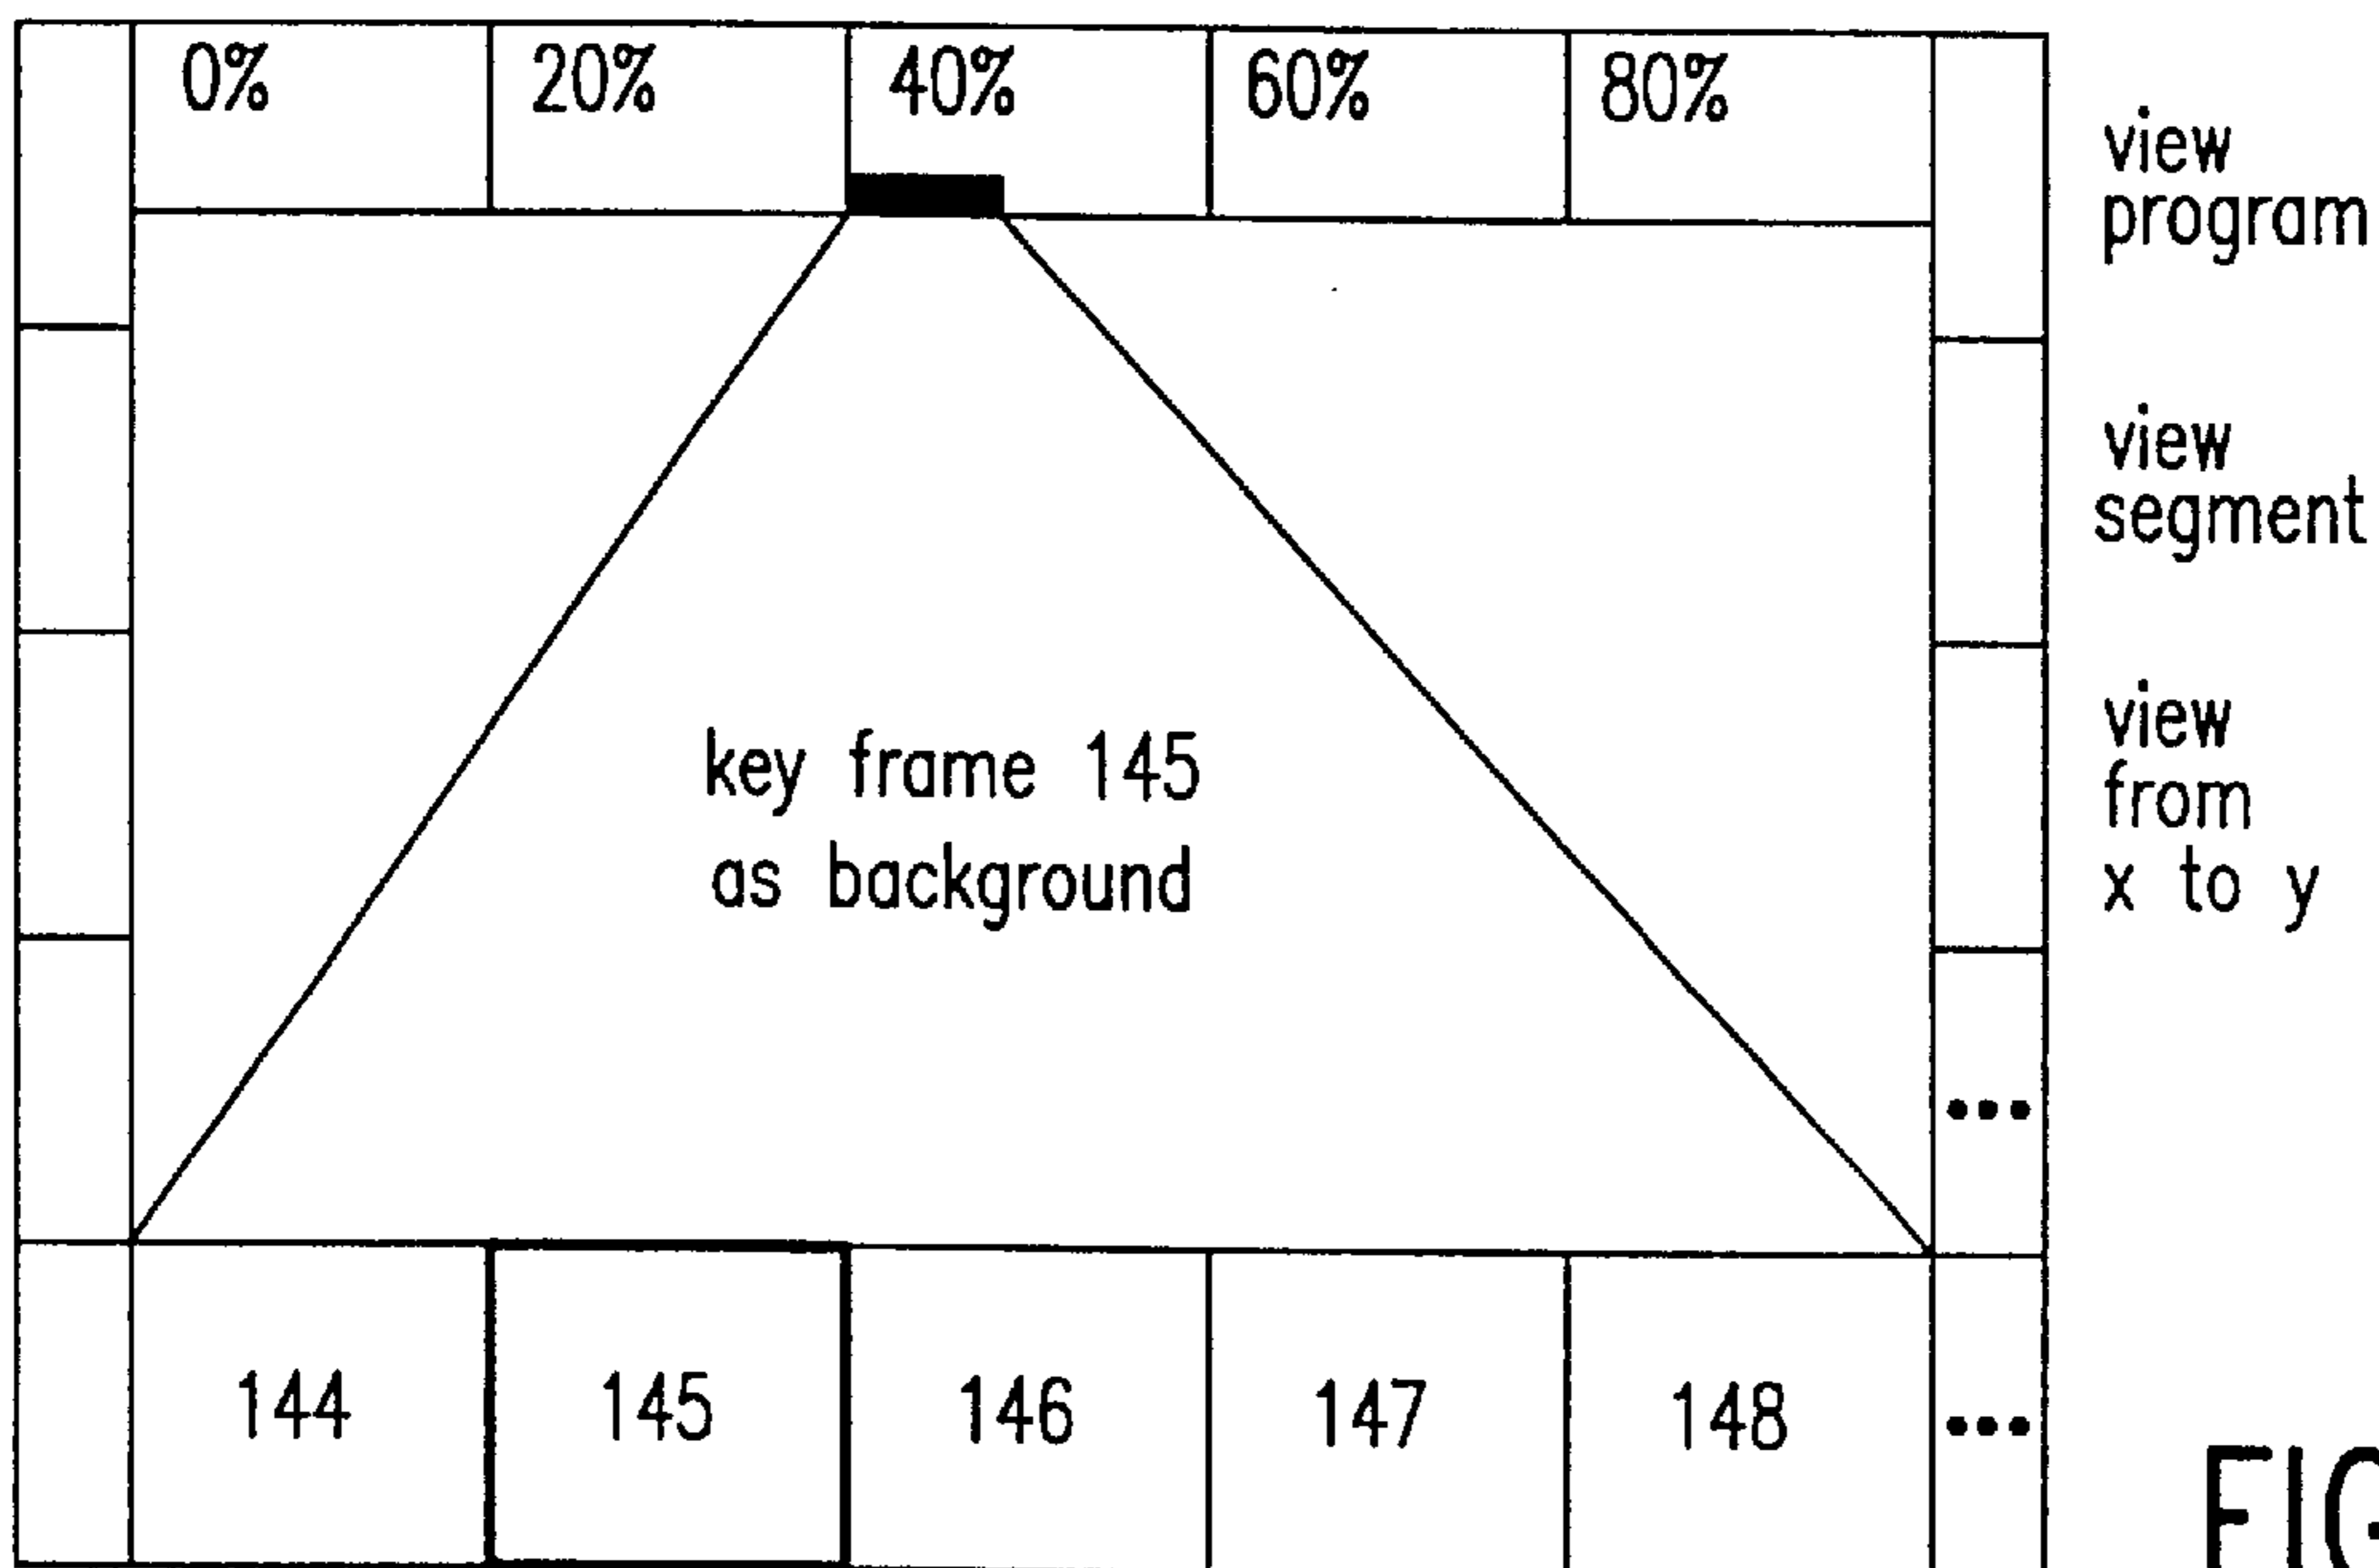 0% 20% 40% 60% 80%
view
program
view
segment
view
from
x to y
key frame 145
as background
•••
144 145 146 147 148 •••